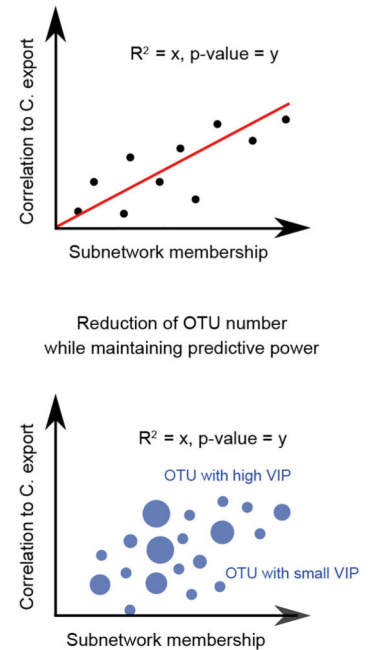 R² = x, p-value = y
Correlation to C. export
Subnetwork membership
Reduction of OTU number
while maintaining predictive power
R² = x, p-value = y
OTU with high VIP
Correlation to C. export
OTU with small VIP
Subnetwork membership